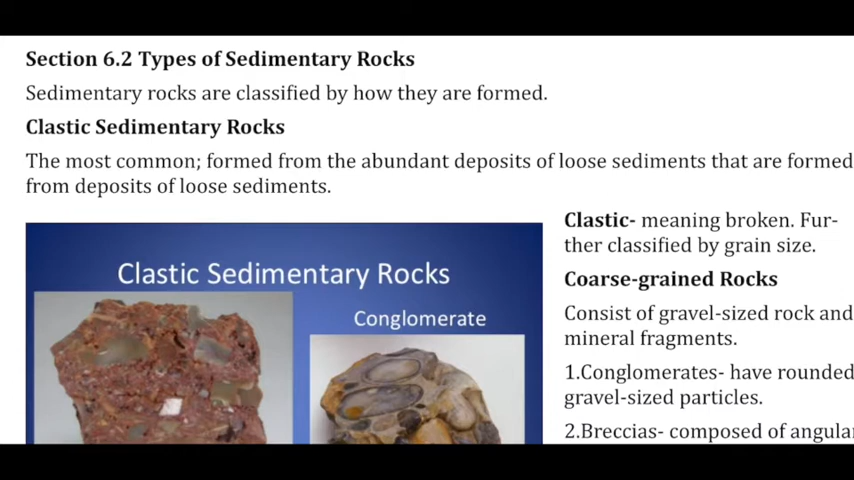 Section 6.2 Types of Sedimentary Rocks
Sedimentary rocks are classified by how they are formed.
Clastic Sedimentary Rocks
The most common; formed from the abundant deposits of loose sediments that are formed
from deposits of loose sediments.
Clastic Sedimentary Rocks
Conglomerate
Clastic- meaning broken. Fur-
ther classified by grain size.
Coarse-grained Rocks
Consist of gravel-sized rock and
mineral fragments.
1.Conglomerates- have rounded
gravel-sized particles.
2.Breccias- composed of angular